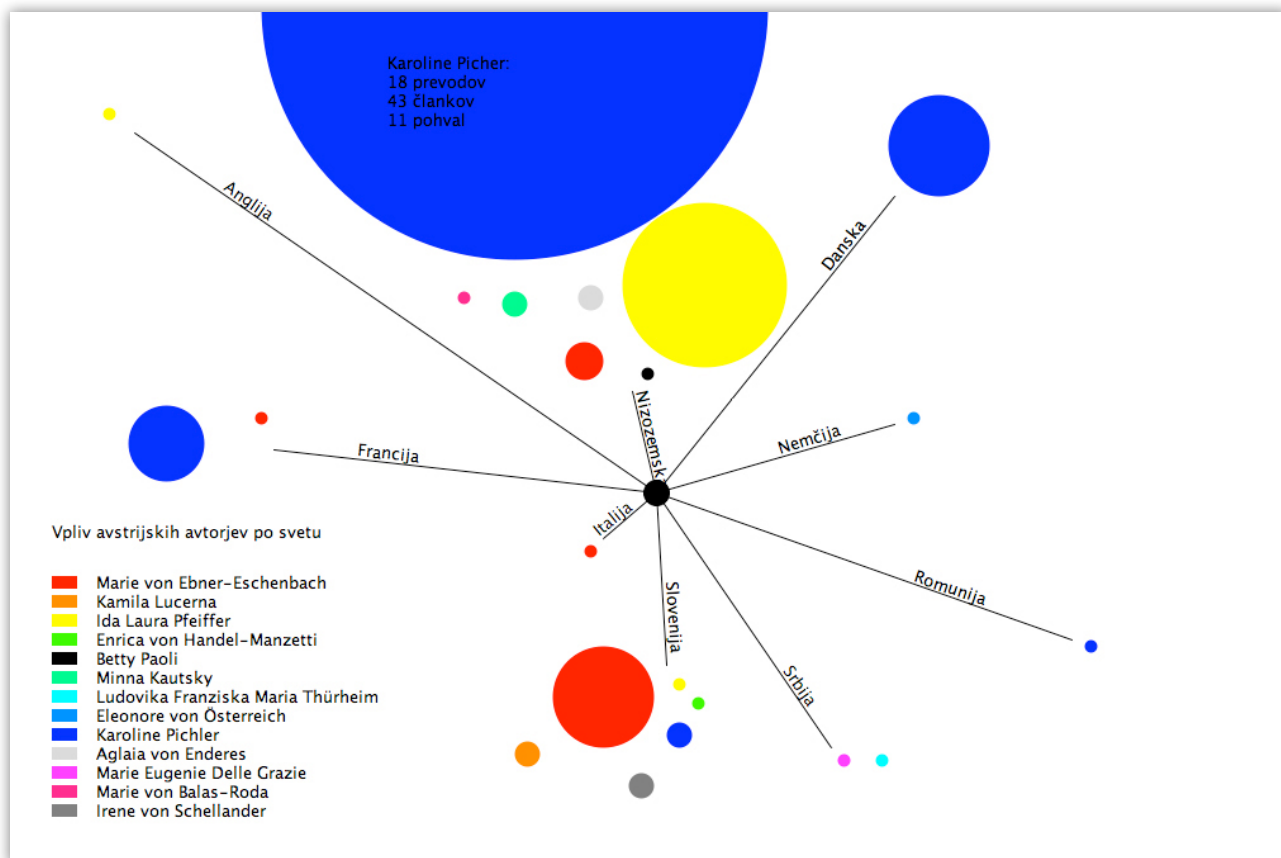 Karoline Picher:
18 prevodov
43 člankov
11 pohval
Anglija
Danska
Nizozemska
Nemčija
Francija
Italija
Slovenija
Romunija
Srbija
Vpliv avstrijskih avtorjev po svetu
Marie von Ebner-Eschenbach
Kamila Lucerna
Ida Laura Pfeiffer
Enrica von Handel-Manzetti
Betty Paoli
Minna Kautsky
Ludovika Franziska Maria Thürheim
Eleonore von Österreich
Karoline Pichler
Aglaia von Enderes
Marie Eugenie Delle Grazie
Marie von Balas-Roda
Irene von Schellander